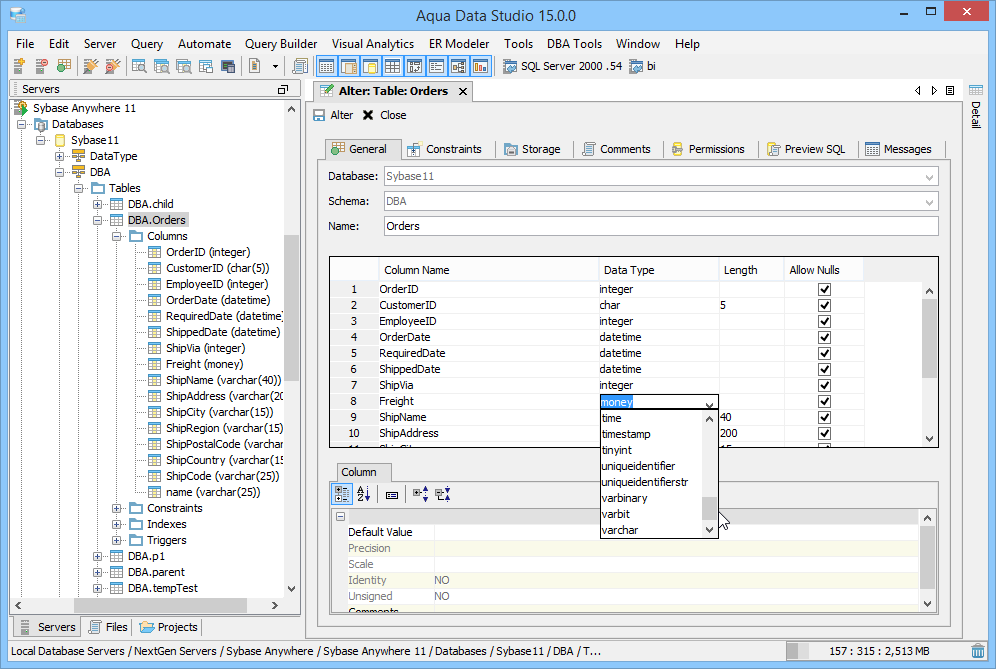 Aqua Data Studio 15.0.0
File Edit Server Query Automate Query Builder Visual Analytics ER Modeler Tools DBA Tools Window Help
SQL Server 2000 .54 bi
Servers
Sybase Anywhere 11
Databases
Sybase11
DataType
DBA
Tables
DBA.child
DBA.Orders
Columns
OrderID (integer)
CustomerID (char(5))
EmployeeID (integer)
OrderDate (datetime)
RequiredDate (datetime)
ShippedDate (datetime)
ShipVia (integer)
Freight (money)
ShipName (varchar(40))
ShipAddress (varchar(20
ShipCity (varchar(15))
ShipRegion (varchar(15)
ShipPostalCode (varchar
ShipCountry (varchar(15
ShipCode (varchar(25))
name (varchar(25))
Constraints
Indexes
Triggers
DBA.p1
DBA.parent
DBA.tempTest
Servers Files Projects
Alter: Table: Orders
Detail
Alter Close
General Constraints Storage Comments Permissions Preview SQL Messages
Database: Sybase11
Schema: DBA
Name: Orders
Column Name Data Type Length Allow Nulls
1 OrderID integer
2 CustomerID char 5
3 EmployeeID integer
4 OrderDate datetime
5 RequiredDate datetime
6 ShippedDate datetime
7 ShipVia integer
8 Freight money
9 ShipName 40
10 ShipAddress 200
time
timestamp
tinyint
uniqueidentifier
uniqueidentifierstr
varbinary
varbit
varchar
Column
Default Value
Precision
Scale
Identity NO
Unsigned NO
Comments
Local Database Servers / NextGen Servers / Sybase Anywhere / Sybase Anywhere 11 / Databases / Sybase11 / DBA / T...
157 : 315 : 2,513 MB